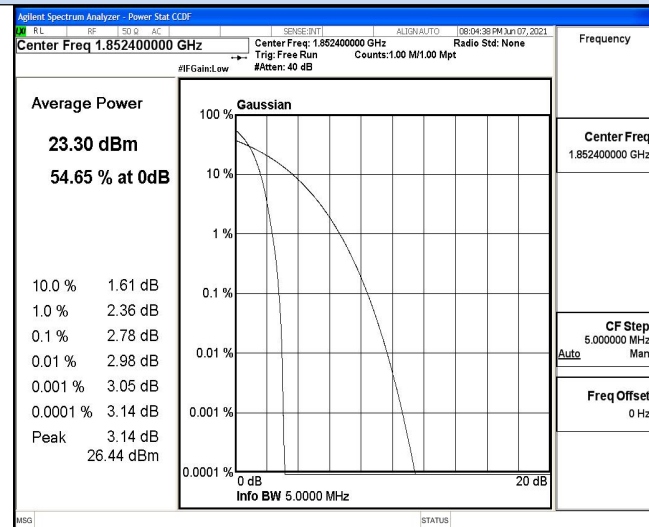 Agilent Spectrum Analyzer - Power Stat CCDF
RL RF 50 Ω AC SENSE:INT ALIGN AUTO 08:04:38 PM Jun 07, 2021
Center Freq 1.852400000 GHz
Center Freq: 1.852400000 GHz Radio Std: None
Trig: Free Run Counts:1.00 M/1.00 Mpt
#IFGain:Low #Atten: 40 dB
Frequency
Average Power
23.30 dBm
54.65 % at 0dB
10.0 % 1.61 dB
1.0 % 2.36 dB
0.1 % 2.78 dB
0.01 % 2.98 dB
0.001 % 3.05 dB
0.0001 % 3.14 dB
Peak 3.14 dB
26.44 dBm
Gaussian
100 %
10 %
1 %
0.1 %
0.01 %
0.001 %
0.0001 %
0 dB 20 dB
Info BW 5.0000 MHz
Center Freq
1.852400000 GHz
CF Step
5.000000 MHz
Auto Man
Freq Offset
0 Hz
MSG STATUS